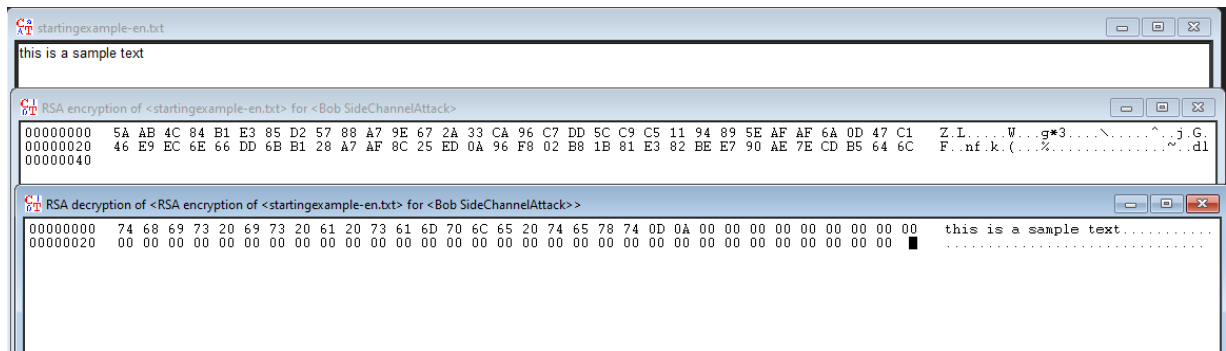 startingexample-en.txt
this is a sample text
RSA encryption of <startingexample-en.txt> for <Bob SideChannelAttack>
00000000 5A AB 4C 84 B1 E3 85 D2 57 88 A7 9E 67 2A 33 CA 96 C7 DD 5C C9 C5 11 94 89 5E AF AF 6A 0D 47 C1 Z.L.....W...g*3....\.....^..j.G.
00000020 46 E9 EC 6E 66 DD 6B B1 28 A7 AF 8C 25 ED 0A 96 F8 02 B8 1B 81 E3 82 BE E7 90 AE 7E CD B5 64 6C F..nf.k.(...%..............~..dl
00000040
RSA decryption of <RSA encryption of <startingexample-en.txt> for <Bob SideChannelAttack>>
00000000 74 68 69 73 20 69 73 20 61 20 73 61 6D 70 6C 65 20 74 65 78 74 0D 0A 00 00 00 00 00 00 00 00 00 this is a sample text...........
00000020 00 00 00 00 00 00 00 00 00 00 00 00 00 00 00 00 00 00 00 00 00 00 00 00 00 00 00 00 00 00 00 ...............................